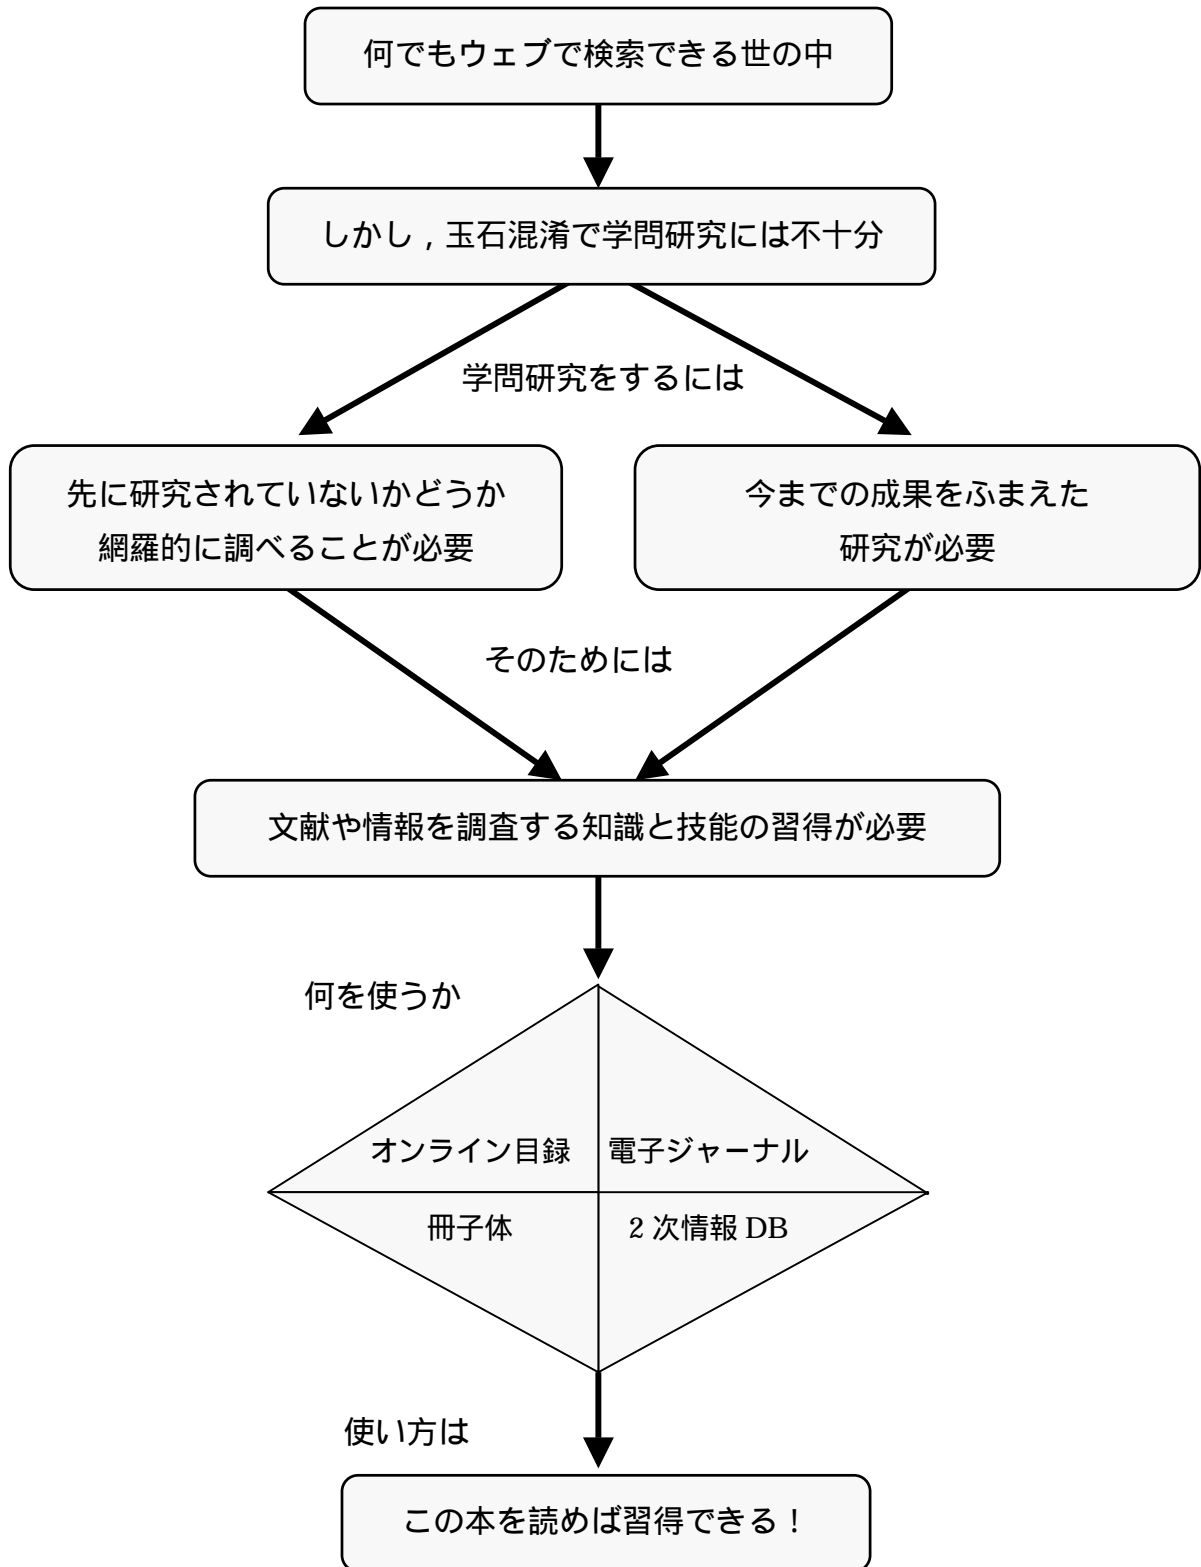 何でもウェブで検索できる世の中
しかし，玉石混淆で学問研究には不十分
学問研究をするには
先に研究されていないかどうか
網羅的に調べることが必要
今までの成果をふまえた
研究が必要
そのためには
文献や情報を調査する知識と技能の習得が必要
何を使うか
オンライン目録
電子ジャーナル
冊子体
2 次情報 DB
使い方は
この本を読めば習得できる！